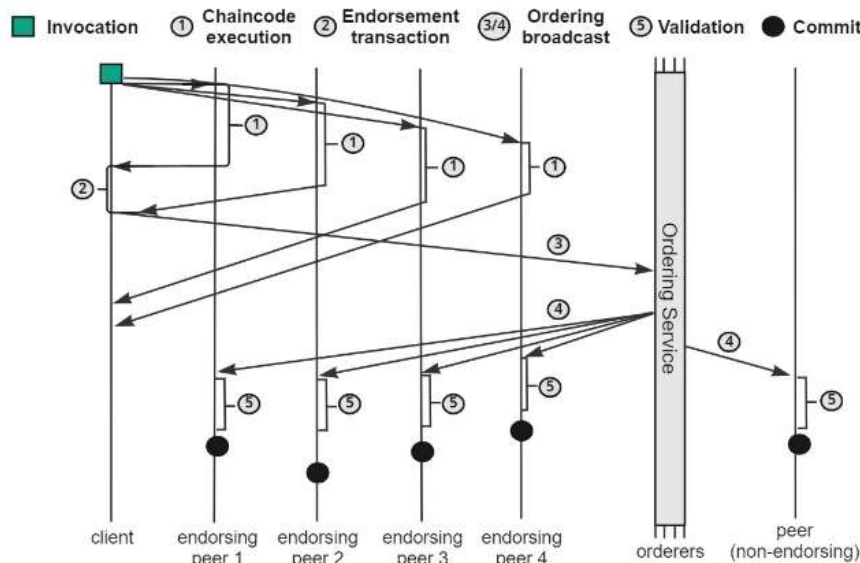 Invocation
1 Chaincode execution
2 Endorsement transaction
3/4 Ordering broadcast
5 Validation
Commit
1
1
1
1
2
3
4
4
5
5
5
5
5
Ordering Service
client
endorsing
peer 1
endorsing
peer 2
endorsing
peer 3
endorsing
peer 4
orderers
peer
(non-endorsing)